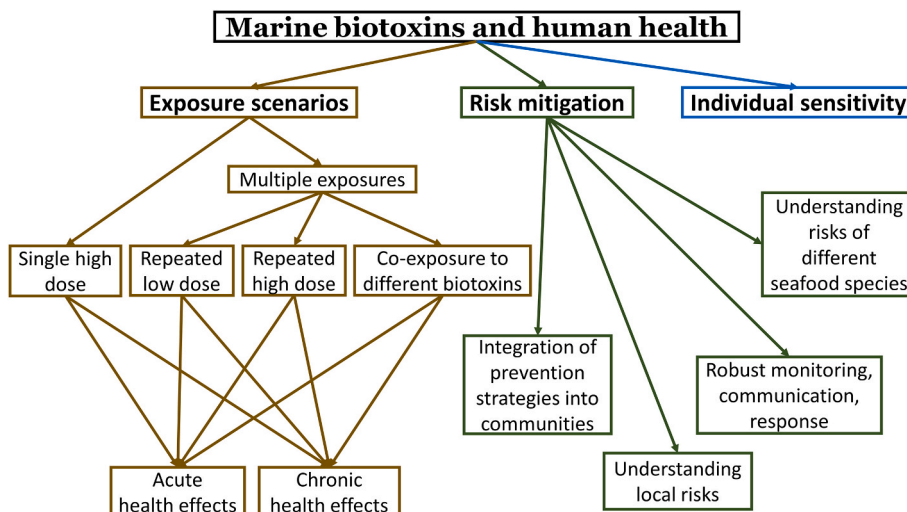 Marine biotoxins and human health
Exposure scenarios
Risk mitigation
Individual sensitivity
Multiple exposures
Single high
dose
Repeated
low dose
Repeated
high dose
Co-exposure to
different biotoxins
Understanding
risks of
different
seafood species
Integration of
prevention
strategies into
communities
Robust monitoring,
communication,
response
Understanding
local risks
Acute
health effects
Chronic
health effects